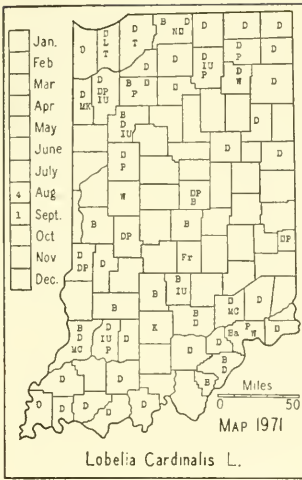 Jan.
Feb
Mar
Apr
May
June
July
4 Aug
1 Sept.
Oct
Nov
Dec.
D
D
L
T
D
T
B D
ND
D
D
D
D
P
D
D
MK
D
DP
IU
B
P
D
D
IU
P
D
W
D
B
D
IU
D
D
P
D
D
W
DP
B
D
B
DP
B
D
DP
Fr
DP
D
B
B
IU
D
MC
D
B
D
MC
D
IU
P
K
B
D
Ba
P
W
D
D
D
D
B
D
D
D
D
D
D
D
B
Miles
0 50
MAP 1971
Lobelia Cardinalis L.